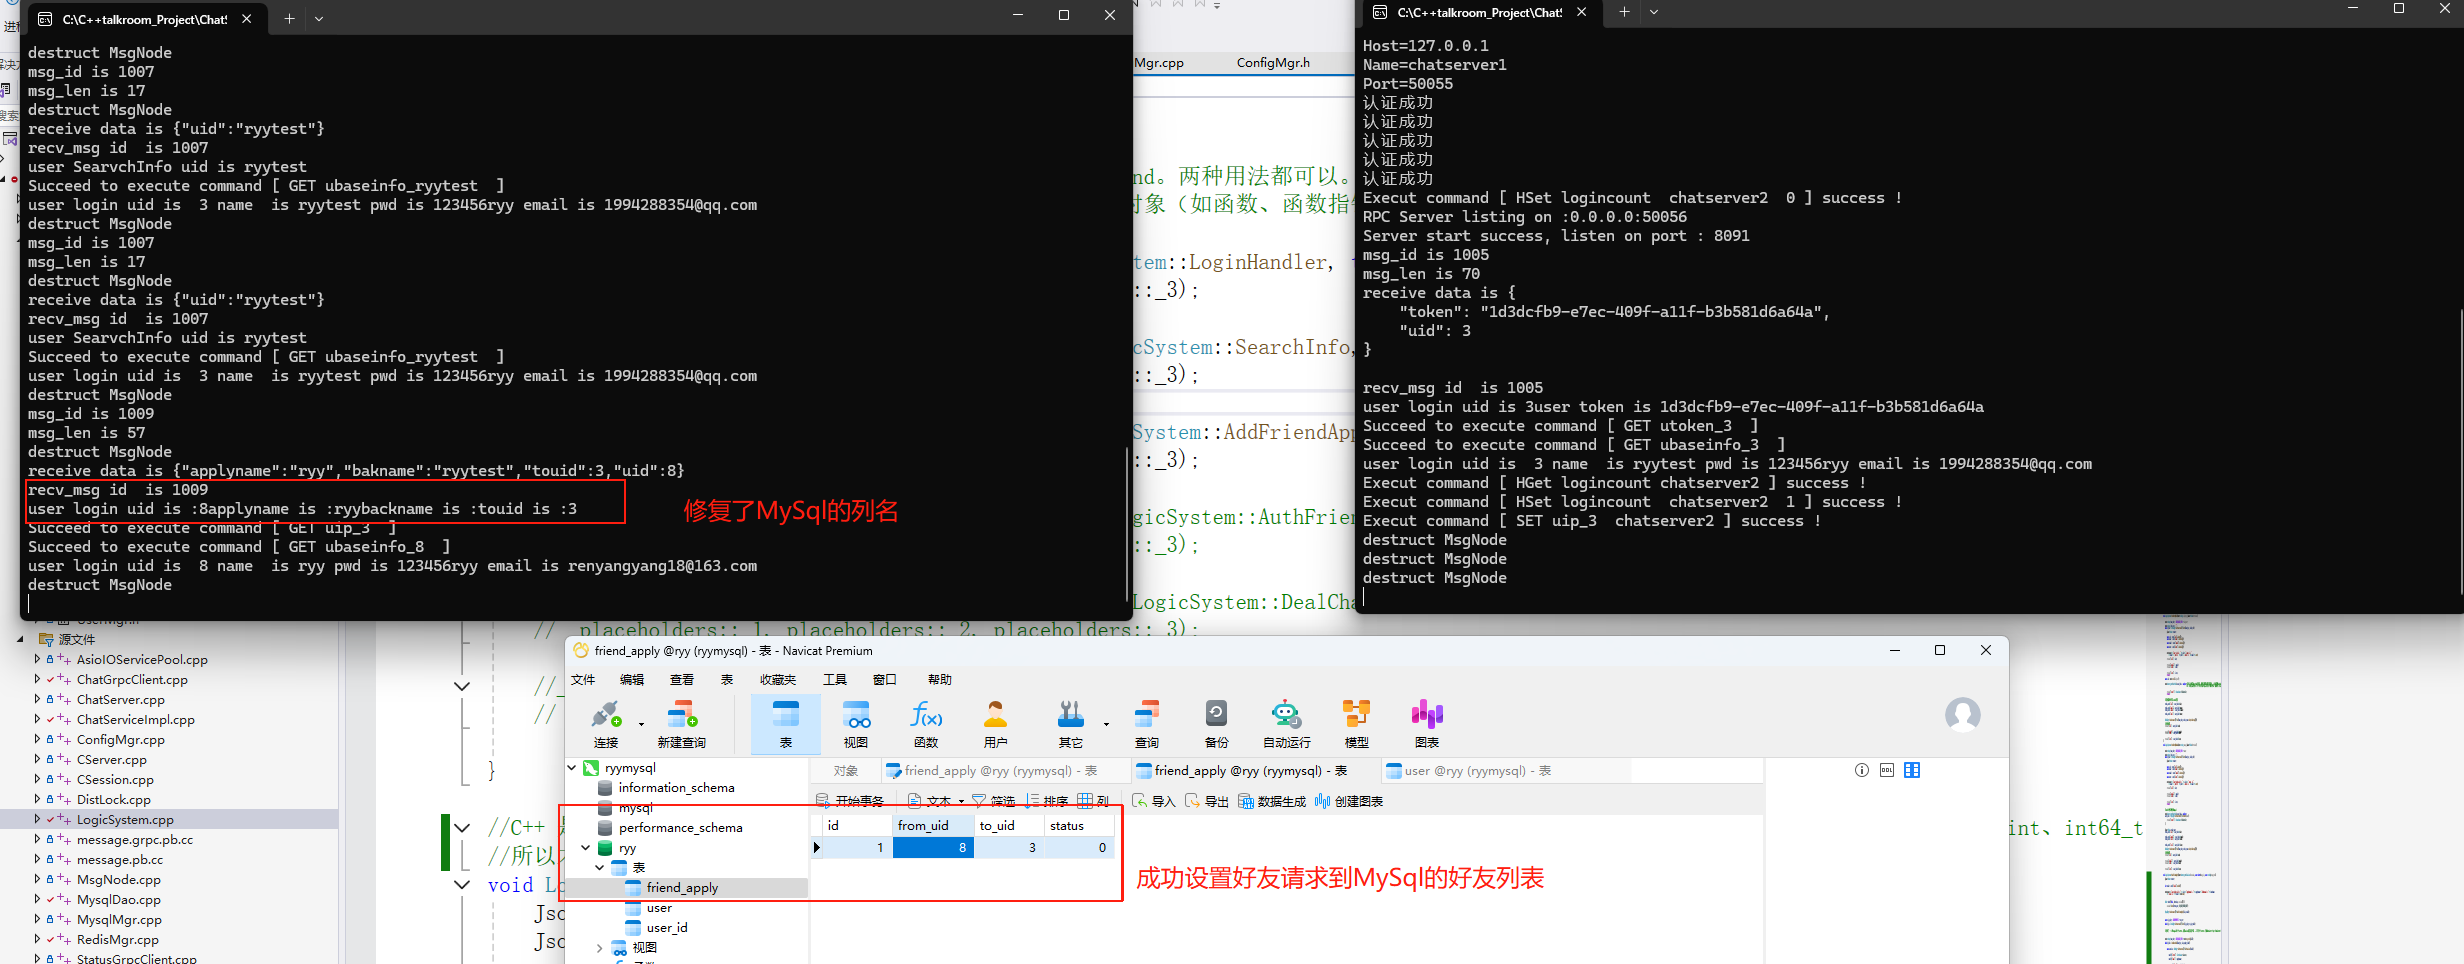 C:\C++talkroom_Project\Chat
destruct MsgNode
msg_id is 1007
msg_len is 17
destruct MsgNode
receive data is {"uid":"ryytest"}
recv_msg id  is 1007
user SearvchInfo uid is ryytest
Succeed to execute command [ GET ubaseinfo_ryytest  ]
user login uid is  3 name  is ryytest pwd is 123456ryy email is 1994288354@qq.com
destruct MsgNode
msg_id is 1007
msg_len is 17
destruct MsgNode
receive data is {"uid":"ryytest"}
recv_msg id  is 1007
user SearvchInfo uid is ryytest
Succeed to execute command [ GET ubaseinfo_ryytest  ]
user login uid is  3 name  is ryytest pwd is 123456ryy email is 1994288354@qq.com
destruct MsgNode
msg_id is 1009
msg_len is 57
destruct MsgNode
receive data is {"applyname":"ryy","bakname":"ryytest","touid":3,"uid":8}
recv_msg id  is 1009
user login uid is :8applyname is :ryybackname is :touid is :3
Succeed to execute command [ GET uip_3  ]
Succeed to execute command [ GET ubaseinfo_8  ]
user login uid is  8 name  is ryy pwd is 123456ryy email is renyangyang18@163.com
destruct MsgNode
修复了MySql的列名
Mgr.cpp
ConfigMgr.h
nd。两种用法都可以。
对象（如函数、函数指
tem::LoginHandler,
::_3);
cSystem::SearchInfo,
::_3);
System::AddFriendApp
::_3);
gicSystem::AuthFrie
::_3);
LogicSystem::DealCha
// placeholders::_1, placeholders::_2, placeholders::_3);
//
//
}
//C++
int、int64_t
//所以
void Lo
Jso
Jso
C:\C++talkroom_Project\Chat
Host=127.0.0.1
Name=chatserver1
Port=50055
认证成功
认证成功
认证成功
认证成功
认证成功
Execut command [ HSet logincount  chatserver2  0 ] success !
RPC Server listing on :0.0.0.0:50056
Server start success, listen on port : 8091
msg_id is 1005
msg_len is 70
receive data is {
    "token": "1d3dcfb9-e7ec-409f-a11f-b3b581d6a64a",
    "uid": 3
}
recv_msg id  is 1005
user login uid is 3user token is 1d3dcfb9-e7ec-409f-a11f-b3b581d6a64a
Succeed to execute command [ GET utoken_3  ]
Succeed to execute command [ GET ubaseinfo_3  ]
user login uid is  3 name  is ryytest pwd is 123456ryy email is 1994288354@qq.com
Execut command [ HGet logincount chatserver2 ] success !
Execut command [ HSet logincount  chatserver2  1 ] success !
Execut command [ SET uip_3  chatserver2 ] success !
destruct MsgNode
destruct MsgNode
destruct MsgNode
源文件
AsioIOServicePool.cpp
ChatGrpcClient.cpp
ChatServer.cpp
ChatServiceImpl.cpp
ConfigMgr.cpp
CServer.cpp
CSession.cpp
DistLock.cpp
LogicSystem.cpp
message.grpc.pb.cc
message.pb.cc
MsgNode.cpp
MysqlDao.cpp
MysqlMgr.cpp
RedisMgr.cpp
StatusGrpcClient.cpp
friend_apply @ryy (ryymysql) - 表 - Navicat Premium
文件 编辑 查看 表 收藏夹 工具 窗口 帮助
连接 新建查询 表 视图 函数 用户 其它 查询 备份 自动运行 模型 图表
ryymysql
information_schema
mysql
performance_schema
ryy
表
friend_apply
user
user_id
视图
对象 friend_apply @ryy (ryymysql) - 表 friend_apply @ryy (ryymysql) - 表 user @ryy (ryymysql) - 表
开始事务 文本 筛选 排序 列 导入 导出 数据生成 创建图表
id from_uid to_uid status
1 8 3 0
成功设置好友请求到MySql的好友列表